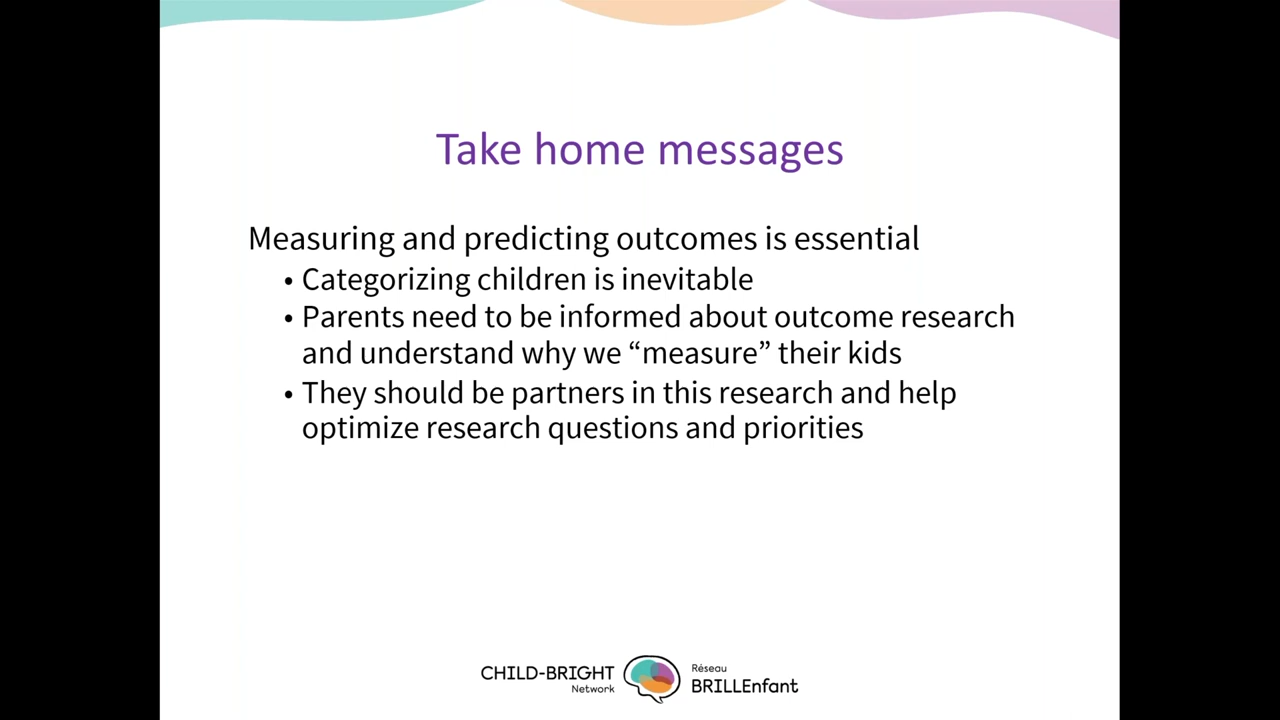 Take home messages
Measuring and predicting outcomes is essential
• Categorizing children is inevitable
• Parents need to be informed about outcome research
and understand why we “measure” their kids
• They should be partners in this research and help
optimize research questions and priorities
CHILD-BRIGHT
Network
Réseau
BRILLEnfant